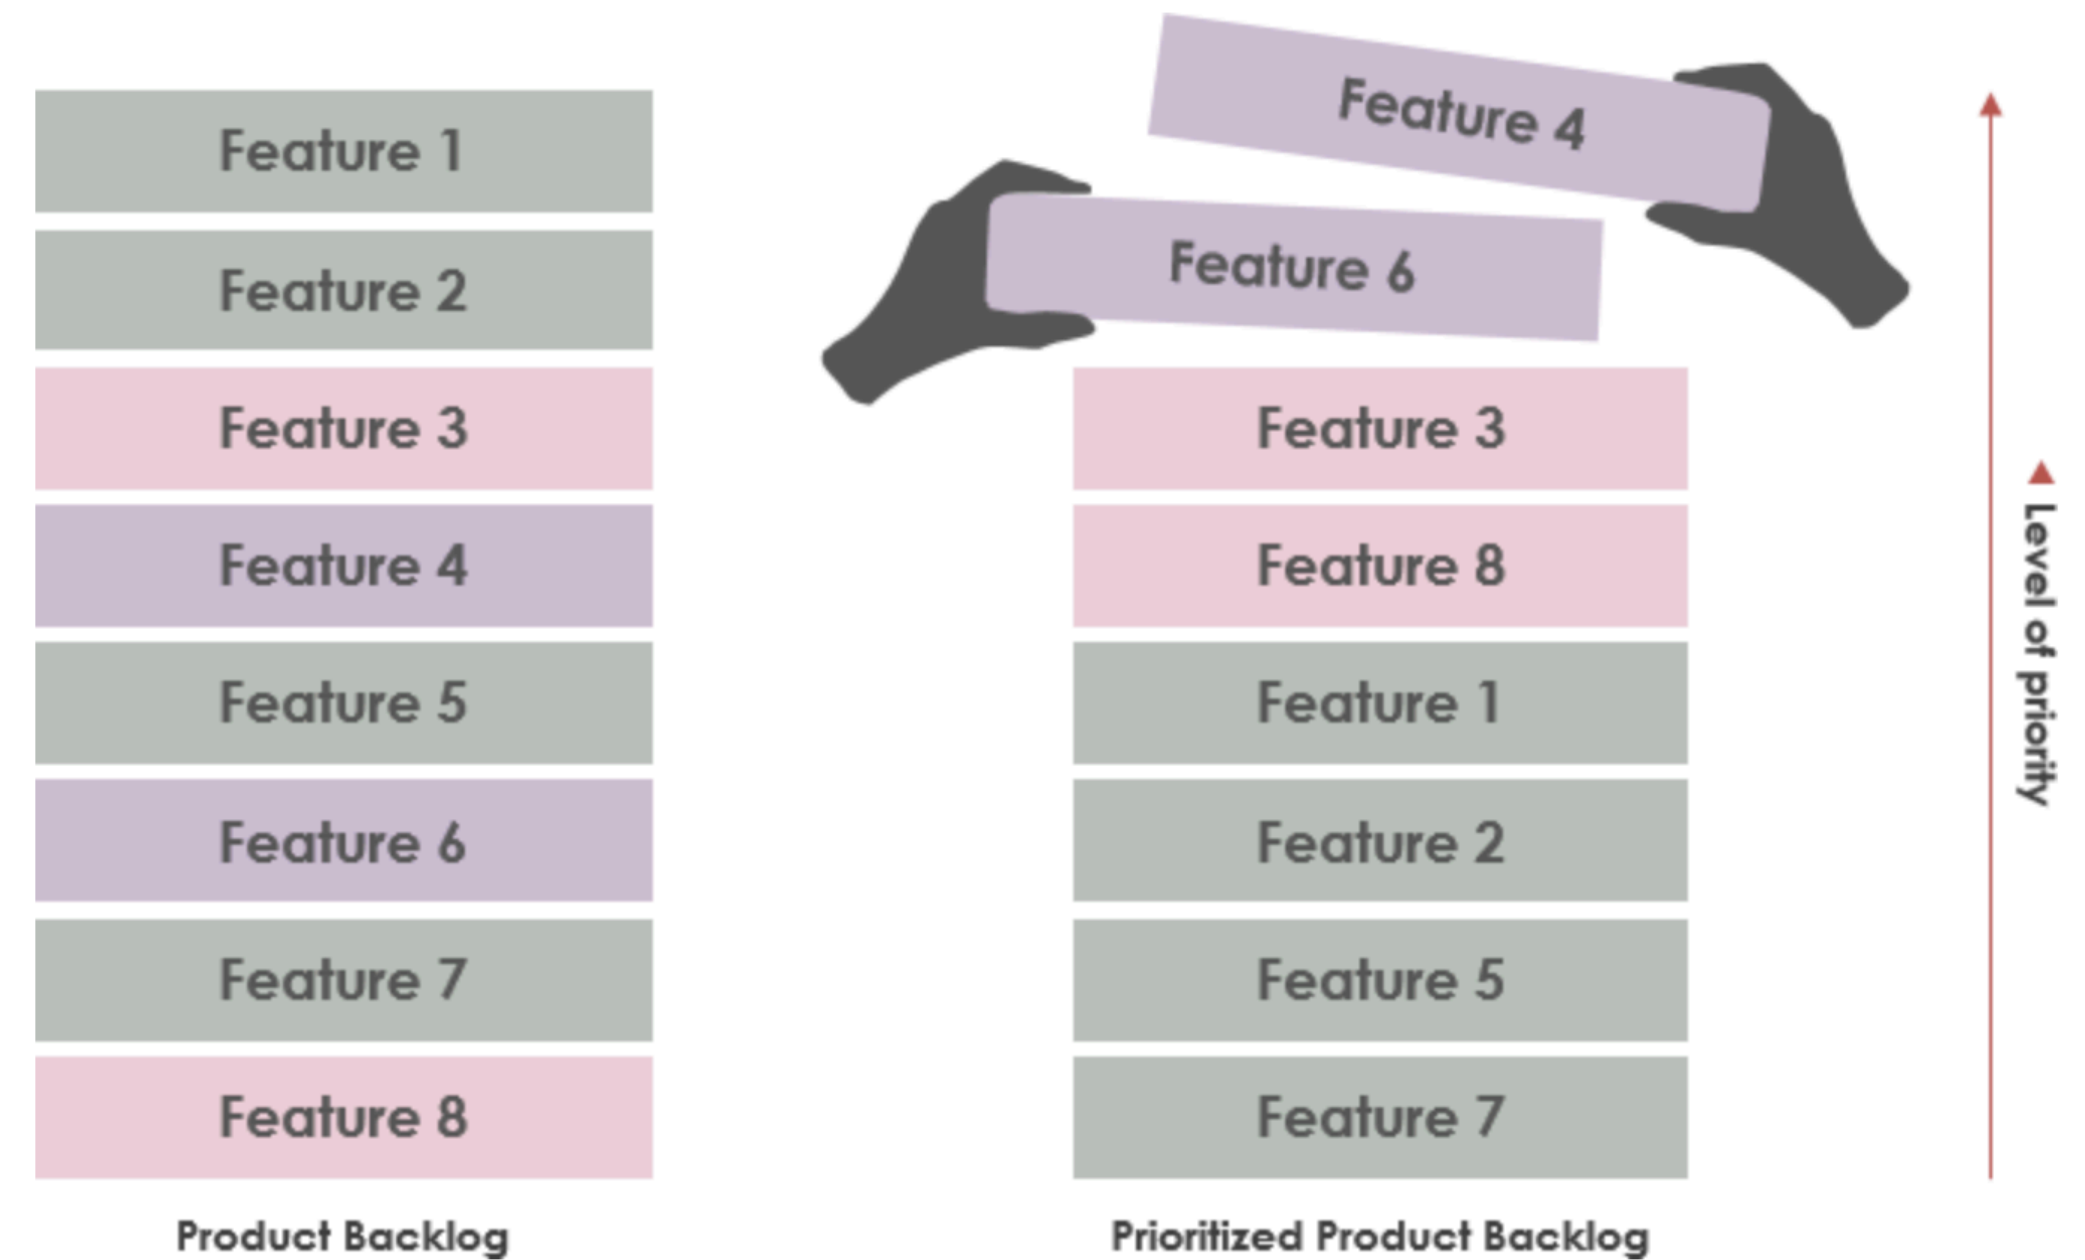 Feature 1
Feature 2
Feature 3
Feature 4
Feature 5
Feature 6
Feature 7
Feature 8
Product Backlog
Feature 4
Feature 6
Feature 3
Feature 8
Feature 1
Feature 2
Feature 5
Feature 7
Prioritized Product Backlog
Level of priority